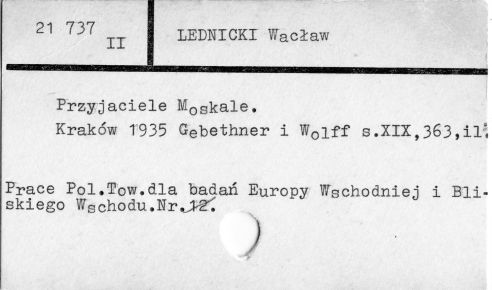 21 737
II
LEDNICKI Wacław
Przyjaciele Moskale.
Kraków 1935 Gebethner i Wolff s.XIX,363,il.
Prace Pol.Tow.dla badań Europy Wschodniej i Bli-
skiego Wschodu.Nr.12.